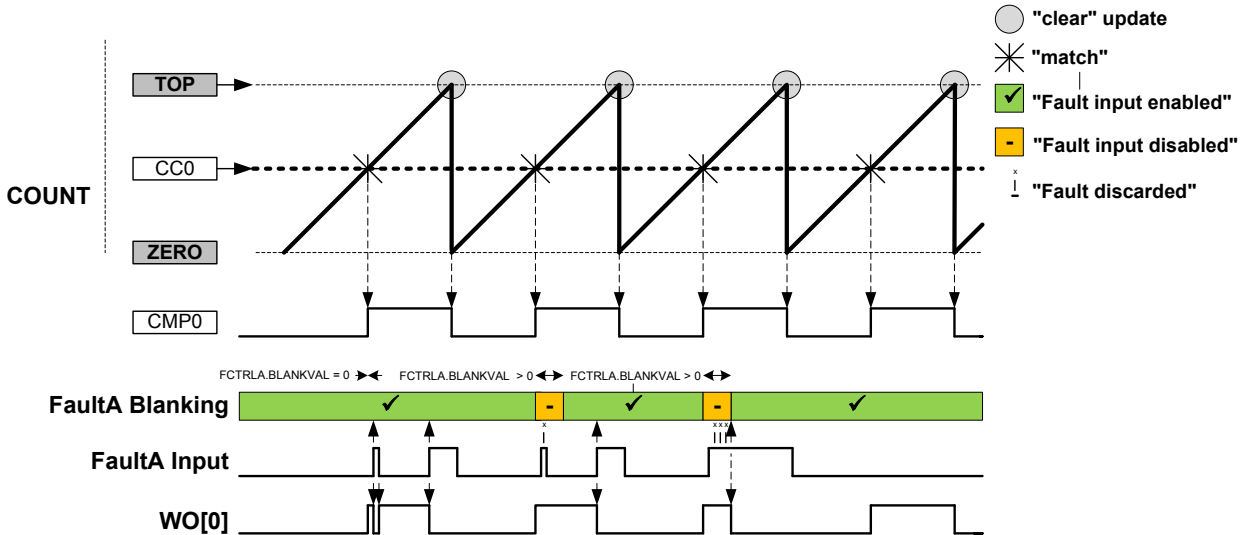 "clear" update
"match"
TOP
"Fault input enabled"
CC0
"Fault input disabled"
-
x
COUNT
"Fault discarded"
ZERO
CMP0
FCTRLA.BLANKVAL = 0
FCTRLA.BLANKVAL > 0
FCTRLA.BLANKVAL > 0
FaultA Blanking
-
-
x
x x x
FaultA Input
WO[0]